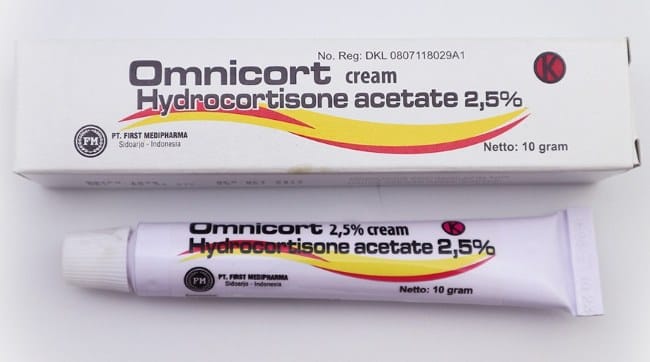 No. Reg: DKL 0807118029A1
Omnicort cream
K
Hydrocortisone acetate 2,5%
FM
PT. FIRST MEDIPHARMA
Sidoarjo - Indonesia
Netto: 10 gram
Omnicort 2,5% cream
K
Hydrocortisone acetate 2,5%
FM
PT. FIRST MEDIPHARMA
Sidoarjo - Indonesia
Netto: 10 gram